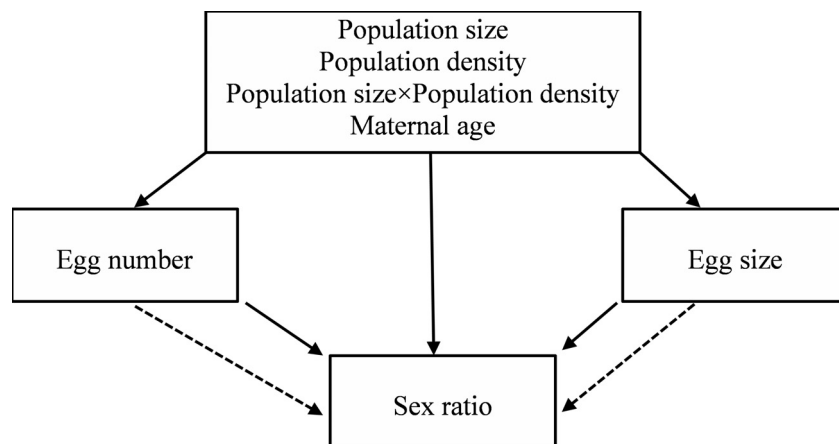 Population size
Population density
Population size×Population density
Maternal age
Egg number
Egg size
Sex ratio